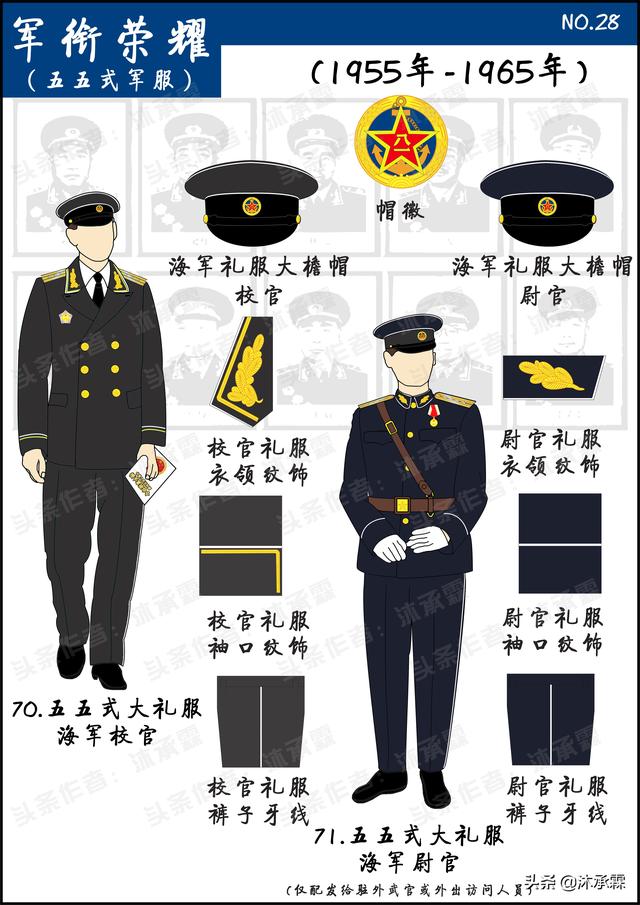 军衔荣耀
(五五式军服)
NO.28
(1955年-1965年)
八一
帽徽
海军礼服大檐帽
校官
海军礼服大檐帽
尉官
校官礼服
衣领纹饰
尉官礼服
衣领纹饰
校官礼服
袖口纹饰
尉官礼服
袖口纹饰
70.五五式大礼服
海军校官
校官礼服
裤子牙线
尉官礼服
裤子牙线
71.五五式大礼服
海军尉官
(仅配发给驻外武官或外出访问人员)
头条 @沐承霖
头条作者：沐承霖